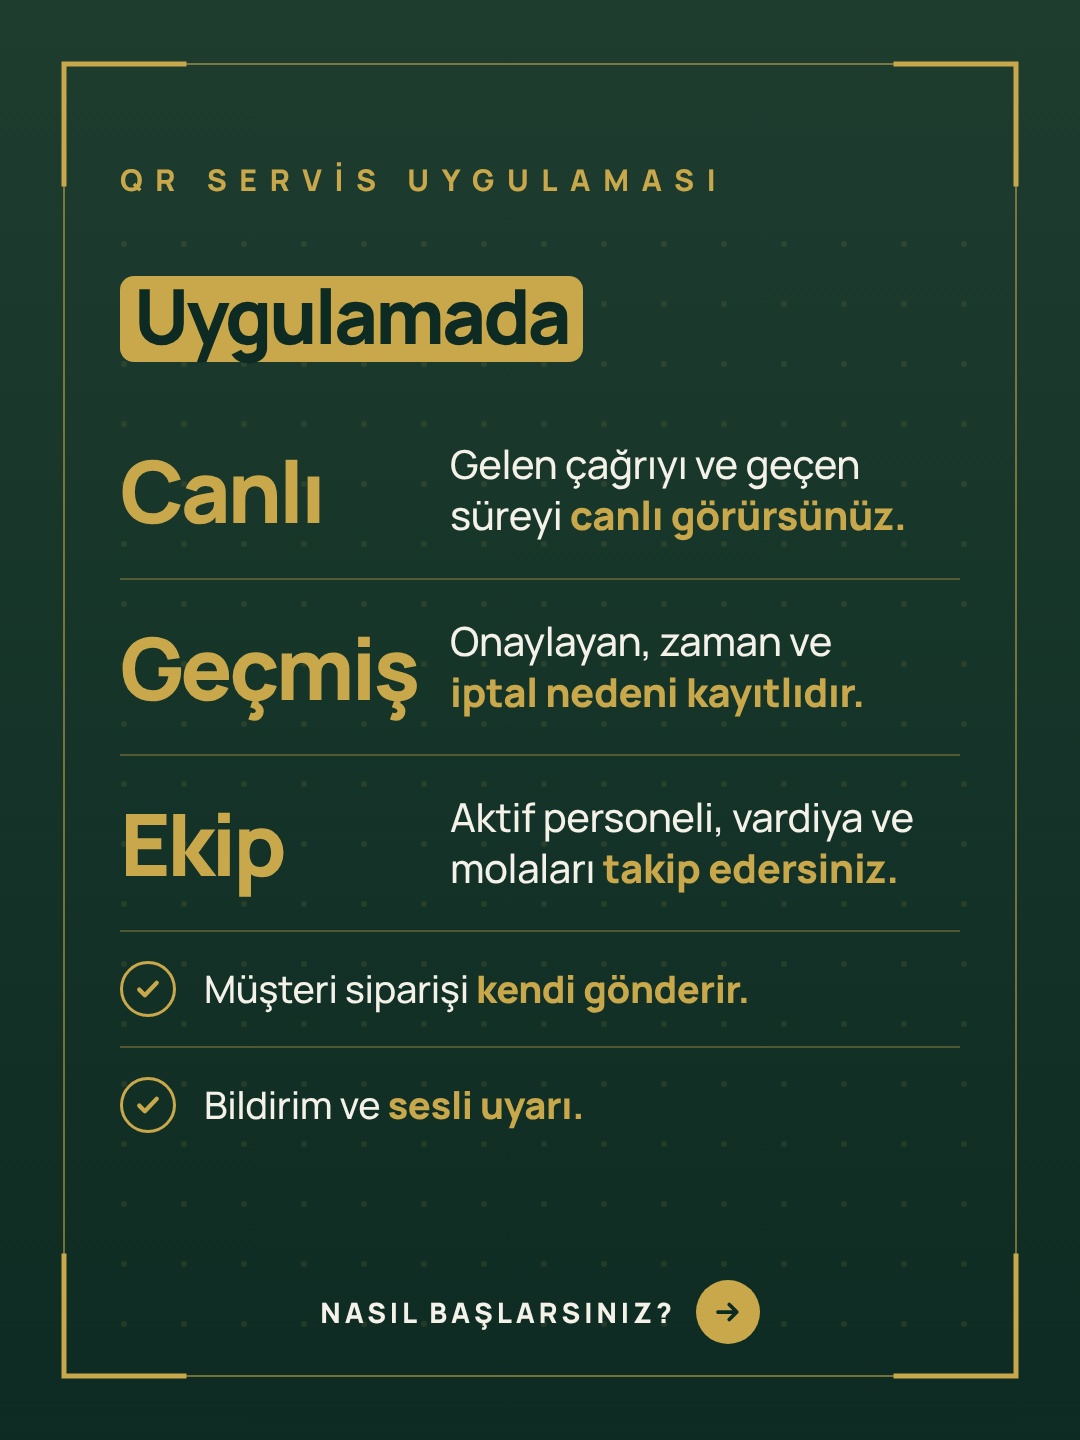 QR SERVİS UYGULAMASI
Uygulamada
Canlı
Gelen çağrıyı ve geçen
süreyi canlı görürsünüz.
Geçmiş
Onaylayan, zaman ve
iptal nedeni kayıtlıdır.
Ekip
Aktif personeli, vardiya ve
molaları takip edersiniz.
Müşteri siparişi kendi gönderir.
Bildirim ve sesli uyarı.
NASIL BAŞLARSINIZ?